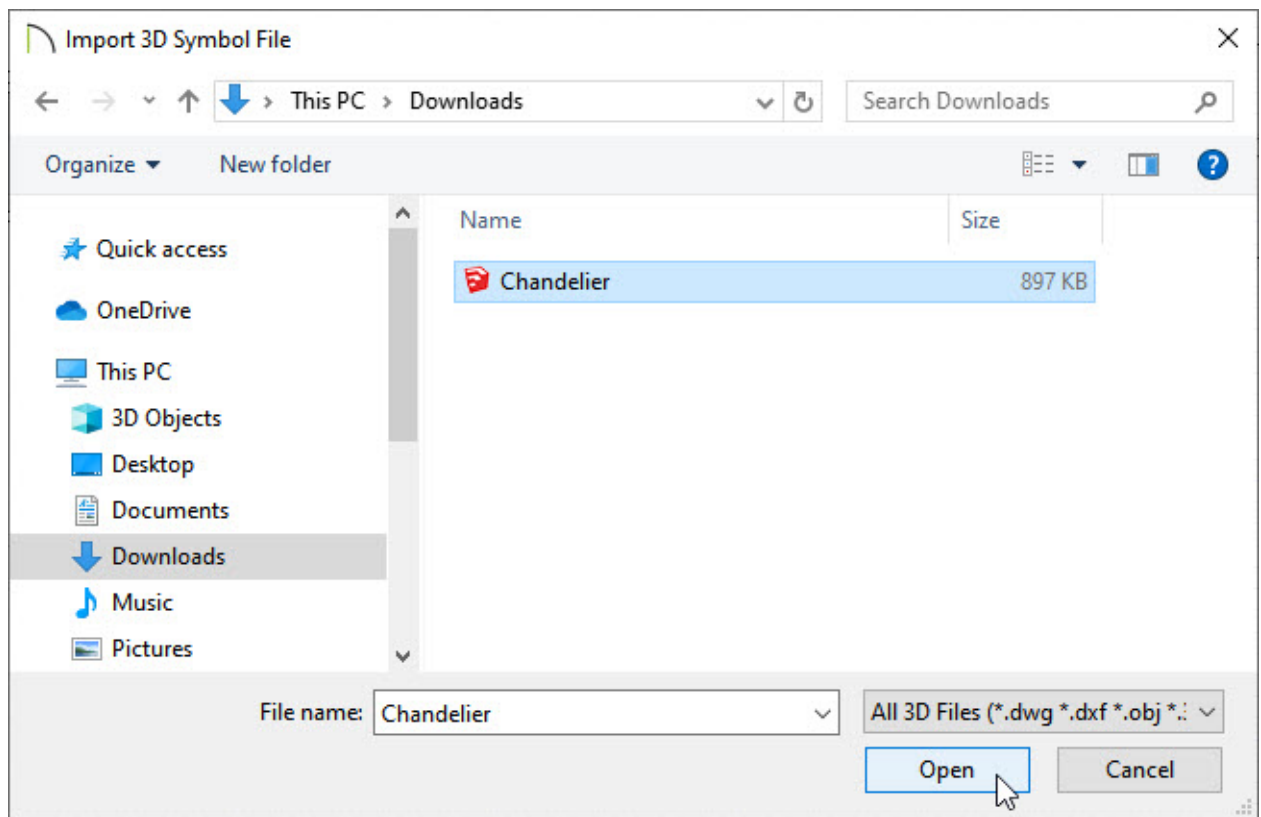 Import 3D Symbol File
This PC > Downloads
Search Downloads
Organize
New folder
Name
Size
Quick access
Chandelier
897 KB
OneDrive
This PC
3D Objects
Desktop
Documents
Downloads
Music
Pictures
File name:
Chandelier
All 3D Files (*.dwg *.dxf *.obj *.
Open
Cancel